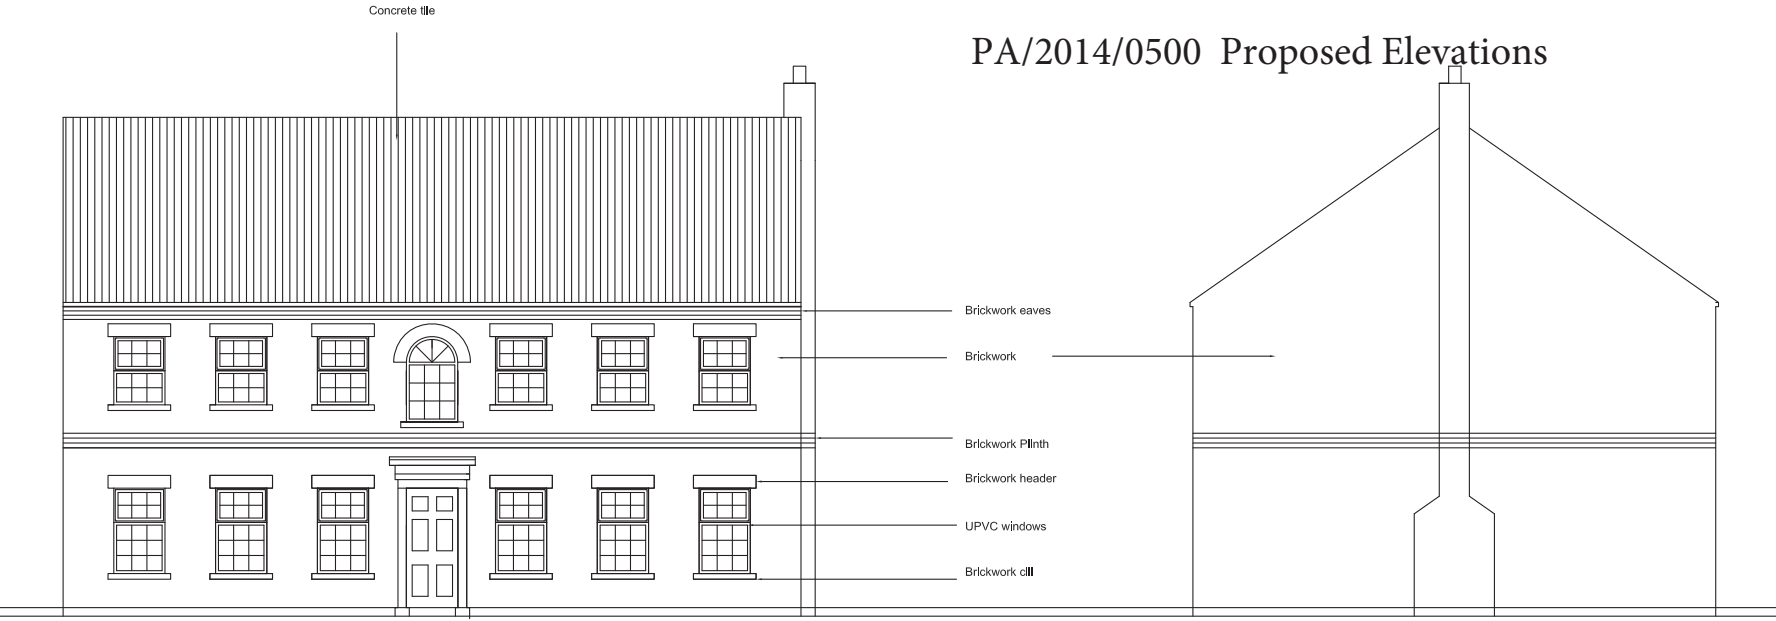 Concrete tile
PA/2014/0500 Proposed Elevations
Brickwork eaves
Brickwork
Brickwork Plinth
Brickwork header
UPVC windows
Brickwork cill